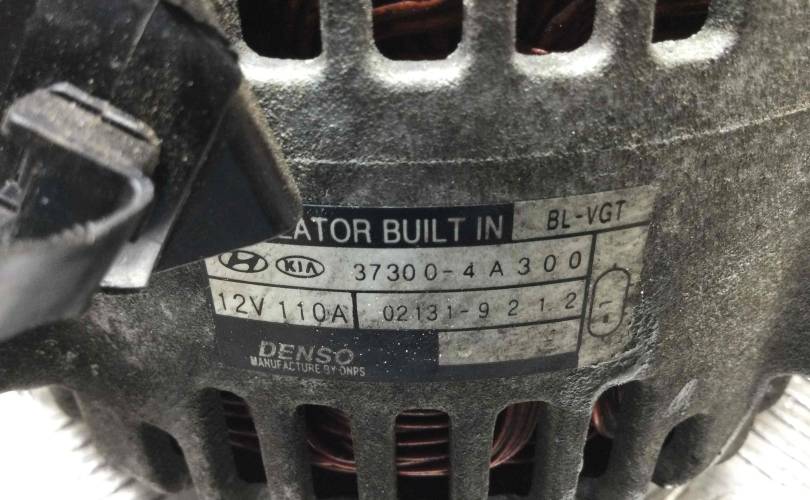 LATOR BUILT IN BL-VGT
KIA 37300-4A300
12V 110A 02131-9212
DENSO
MANUFACTURE BY DNPS